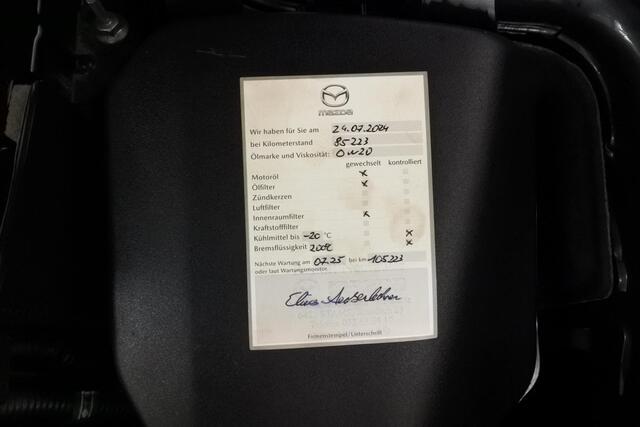 mazda
Wir haben für Sie am 24.07.2024
bei Kilometerstand 85223
Ölmarke und Viskosität: 0w20
gewechselt kontrolliert
Motoröl x
Ölfilter x
Zündkerzen
Luftfilter
Innenraumfilter x
Kraftstofffilter
Kühlmittel bis -20 °C x
Bremsflüssigkeit 200°C x
Nächste Wartung am 07.25 bei km 105223
oder laut Wartungsmonitor.
Firmenstempel/Unterschrift